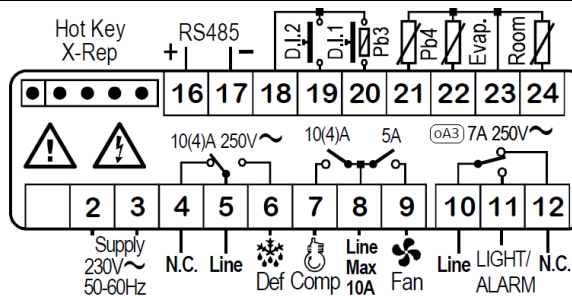 Hot Key
X-Rep
+ RS485 −
D.I.2
D.I.1
Pb3
Pb4
Evap.
Room
16 17 18 19 20 21 22 23 24
10(4)A 250V~
10(4)A
5A
oA3 7A 250V~
2 3 4 5 6 7 8 9 10 11 12
Supply
230V~
50-60Hz
N.C.
Line
Def
Comp
Line
Max
10A
Fan
Line
LIGHT/
ALARM
N.C.